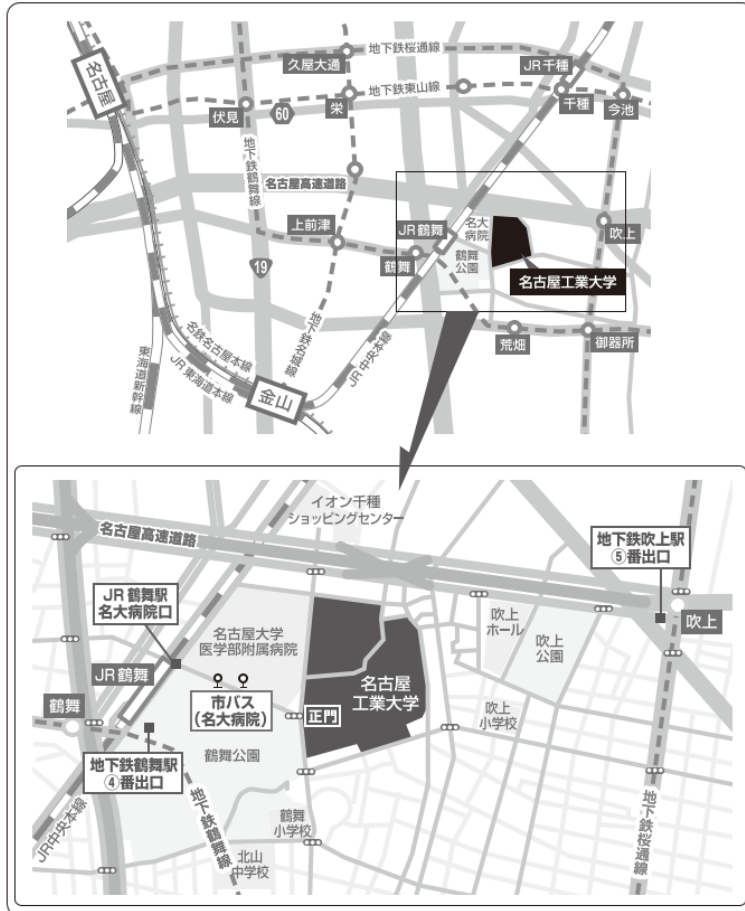 地下鉄桜通線
久屋大通
JR千種
名古屋
地下鉄東山線
伏見
60
栄
千種
今池
地下鉄鶴舞線
名古屋高速道路
上前津
JR鶴舞
名大
病院
吹上
鶴舞
鶴舞
公園
19
名古屋工業大学
地下鉄名城線
荒畑
御器所
名鉄名古屋本線
JR東海道本線
東海道新幹線
金山
JR中央本線
イオン千種
ショッピングセンター
名古屋高速道路
地下鉄吹上駅
⑤番出口
JR鶴舞駅
名大病院口
吹上
ホール
吹上
名古屋大学
医学部附属病院
吹上
公園
JR鶴舞
名古屋
工業大学
鶴舞
市バス
(名大病院)
正門
吹上
小学校
鶴舞公園
地下鉄鶴舞駅
④番出口
地下鉄鶴舞線
鶴舞
小学校
地下鉄桜通線
JR中央本線
北山
中学校